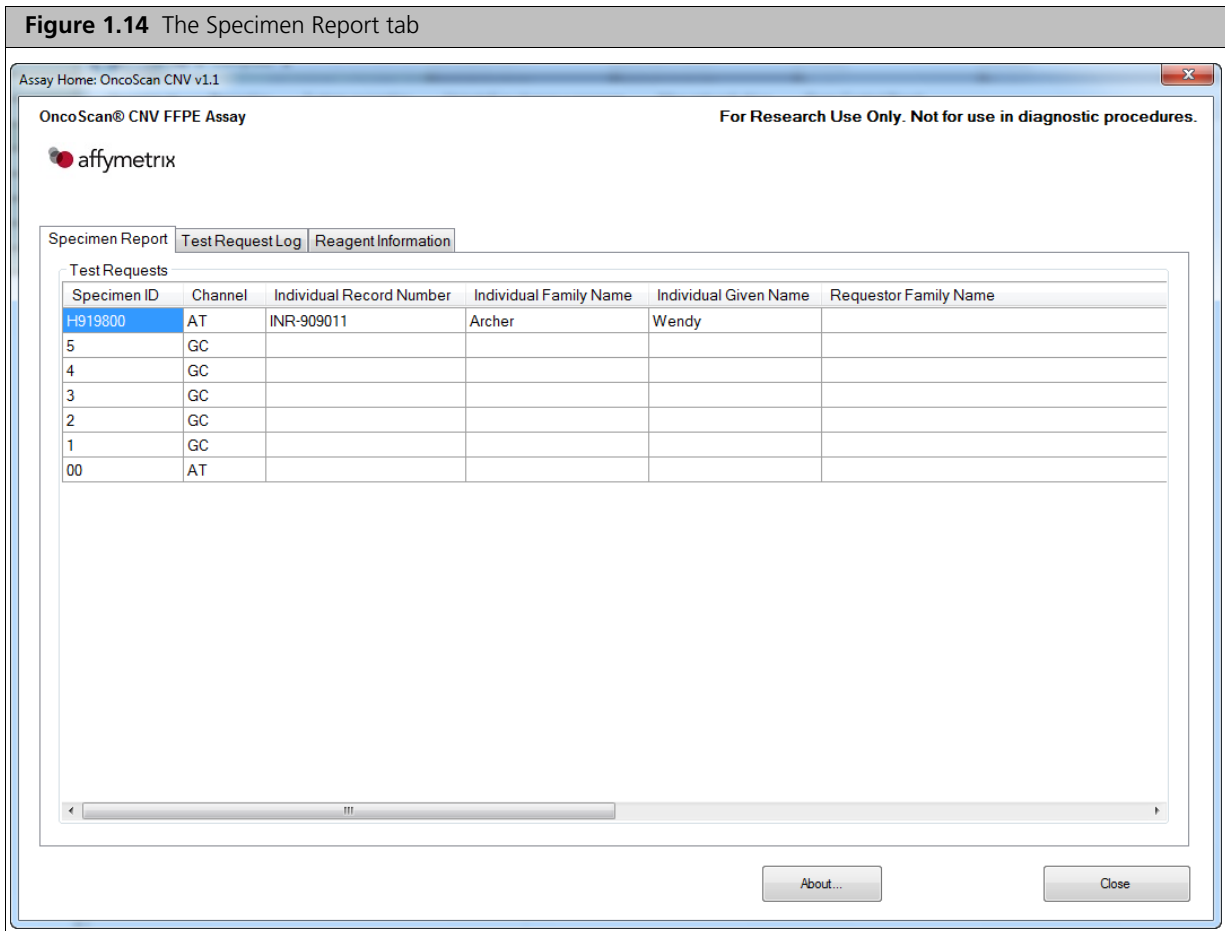 Figure 1.14 The Specimen Report tab
Assay Home: OncoScan CNV v1.1
OncoScan® CNV FFPE Assay For Research Use Only. Not for use in diagnostic procedures.
affymetrix
Specimen Report Test Request Log Reagent Information
Test Requests
Specimen ID Channel Individual Record Number Individual Family Name Individual Given Name Requestor Family Name
H919800 AT INR-909011 Archer Wendy
5 GC
4 GC
3 GC
2 GC
1 GC
00 AT
About... Close